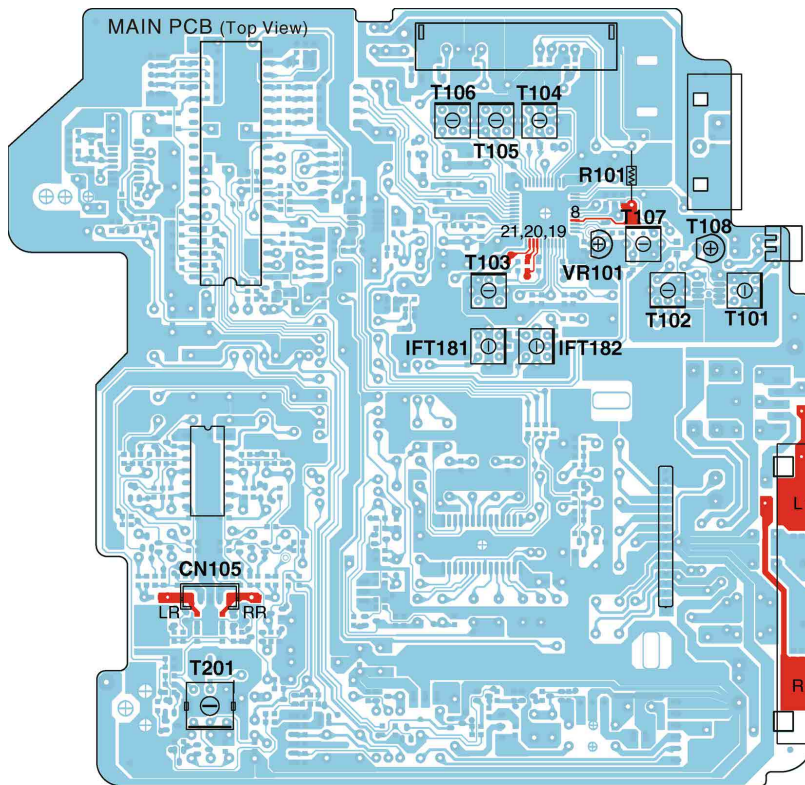 MAIN PCB (Top View)
T106
T104
T105
R101
8
T107
T108
21,20,19
T103
VR101
T102
T101
IFT181
IFT182
L
CN105
LR
RR
T201
R